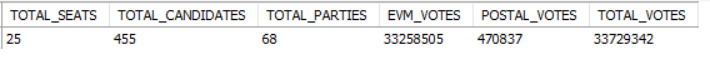 TOTAL_SEATS TOTAL_CANDIDATES TOTAL_PARTIES EVM_VOTES POSTAL_VOTES TOTAL_VOTES
25 455 68 33258505 470837 33729342